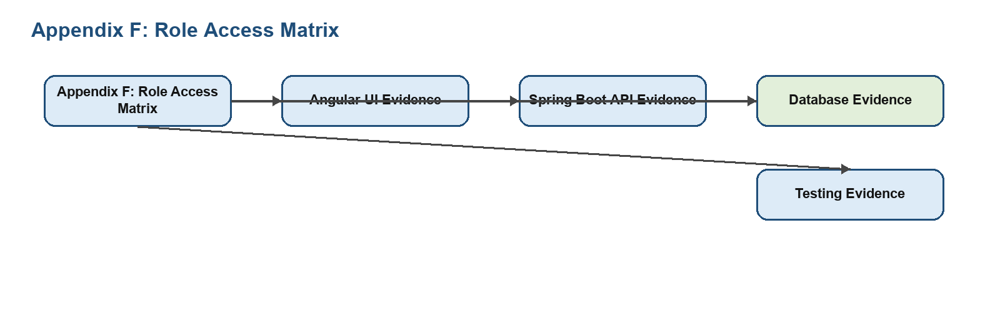 Appendix F: Role Access Matrix
Appendix F: Role Access
Matrix
Angular UI Evidence
Spring Boot API Evidence
Database Evidence
Testing Evidence